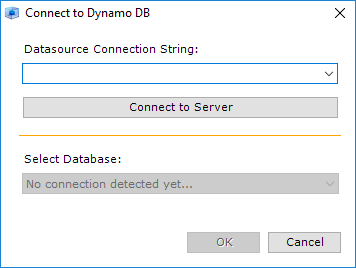 Connect to Dynamo DB
Datasource Connection String:
Connect to Server
Select Database:
No connection detected yet...
OK Cancel